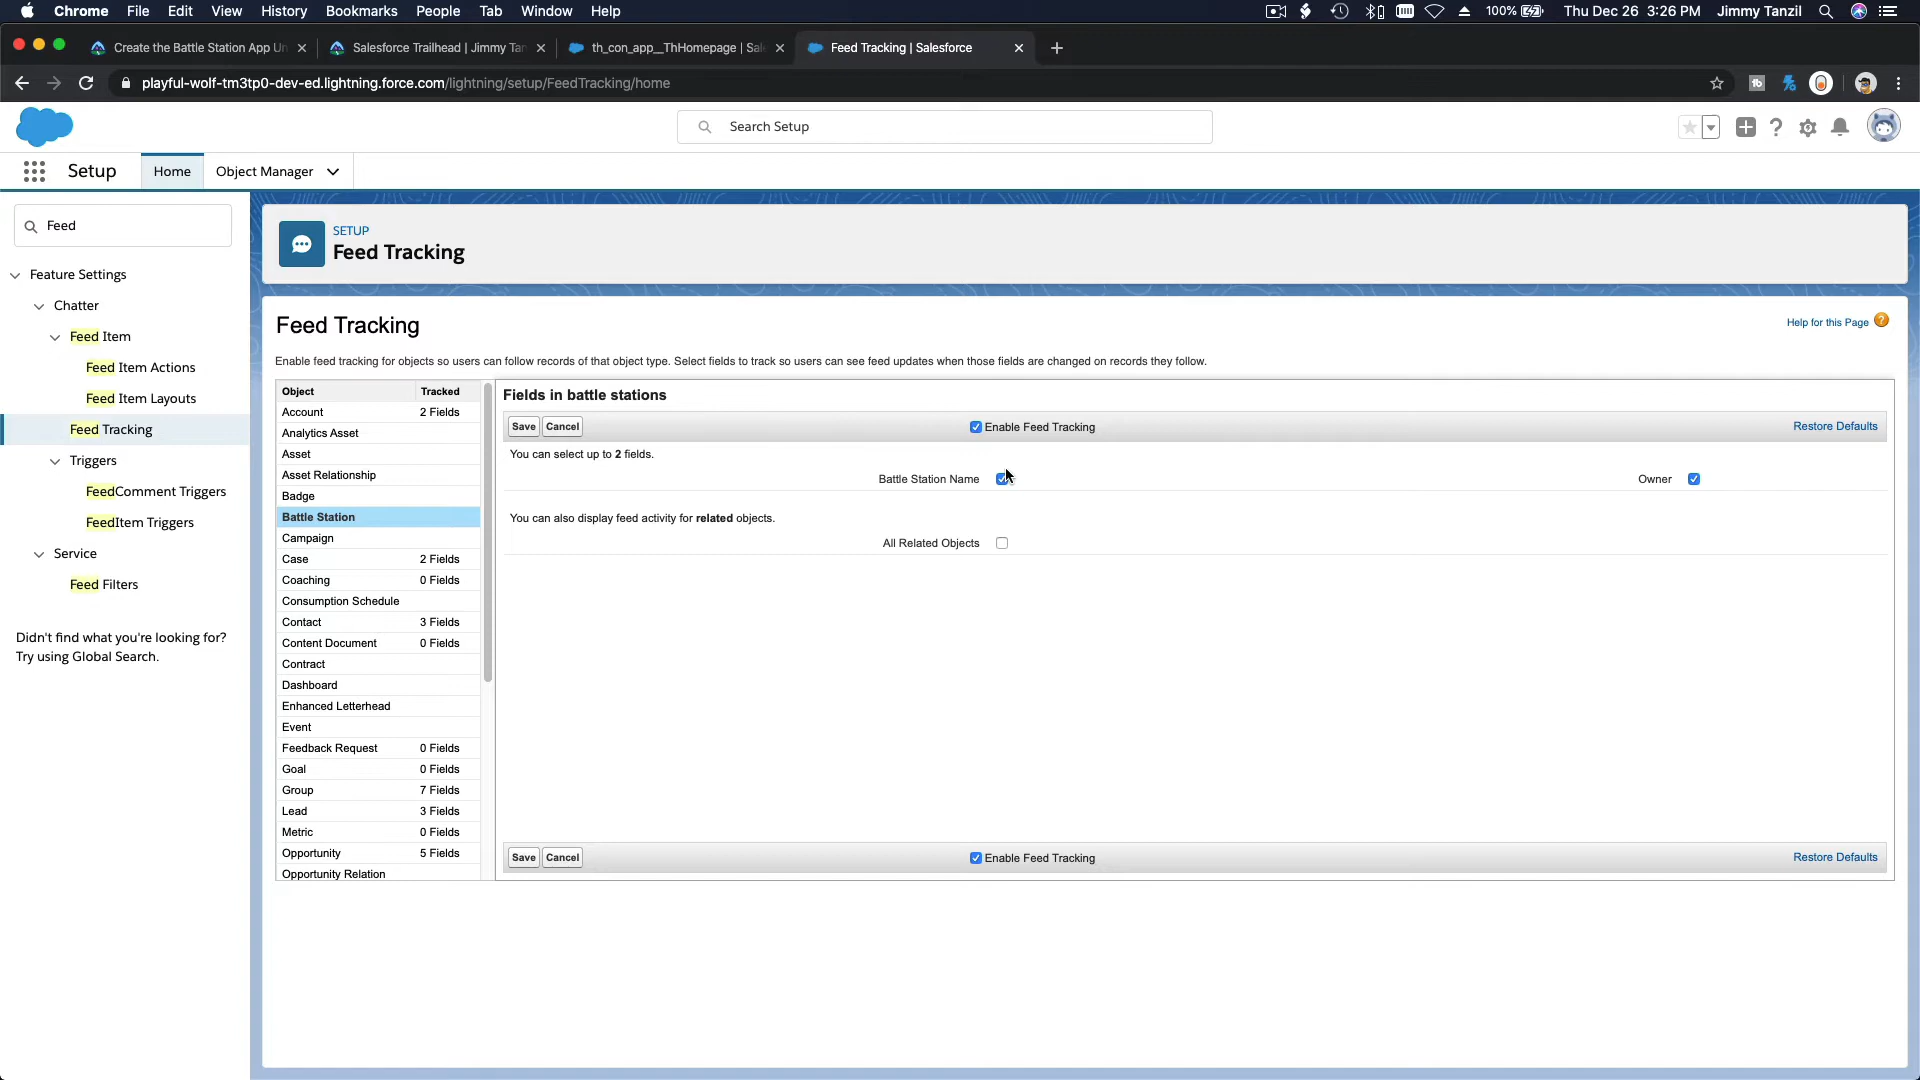 Chrome File Edit View History Bookmarks People Tab Window Help 100% Thu Dec 26 3:26 PM Jimmy Tanzil
Create the Battle Station App Un Salesforce Trailhead | Jimmy Tan th_con_app__ThHomepage | Sal Feed Tracking | Salesforce
playful-wolf-tm3tp0-dev-ed.lightning.force.com/lightning/setup/FeedTracking/home
Search Setup
Setup Home Object Manager
Feed
Feature Settings
Chatter
Feed Item
Feed Item Actions
Feed Item Layouts
Feed Tracking
Triggers
FeedComment Triggers
FeedItem Triggers
Service
Feed Filters
Didn't find what you're looking for?
Try using Global Search.
SETUP
Feed Tracking
Feed Tracking
Help for this Page ?
Enable feed tracking for objects so users can follow records of that object type. Select fields to track so users can see feed updates when those fields are changed on records they follow.
Object Tracked
Account 2 Fields
Analytics Asset
Asset
Asset Relationship
Badge
Battle Station
Campaign
Case 2 Fields
Coaching 0 Fields
Consumption Schedule
Contact 3 Fields
Content Document 0 Fields
Contract
Dashboard
Enhanced Letterhead
Event
Feedback Request 0 Fields
Goal 0 Fields
Group 7 Fields
Lead 3 Fields
Metric 0 Fields
Opportunity 5 Fields
Opportunity Relation
Fields in battle stations
Save Cancel Enable Feed Tracking Restore Defaults
You can select up to 2 fields.
Battle Station Name Owner
You can also display feed activity for related objects.
All Related Objects
Save Cancel Enable Feed Tracking Restore Defaults